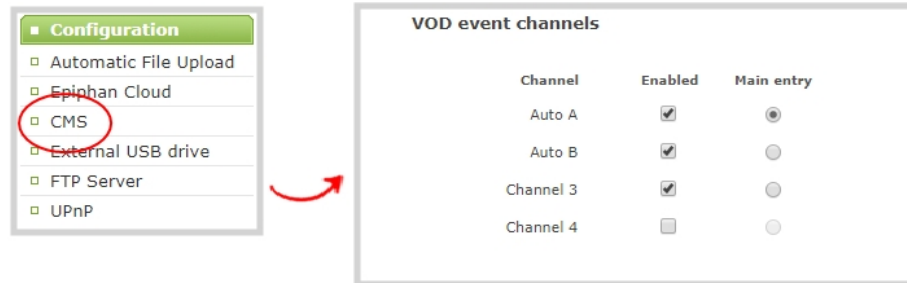 Configuration
Automatic File Upload
Epiphan Cloud
CMS
External USB drive
FTP Server
UPnP
VOD event channels
Channel Enabled Main entry
Auto A
Auto B
Channel 3
Channel 4